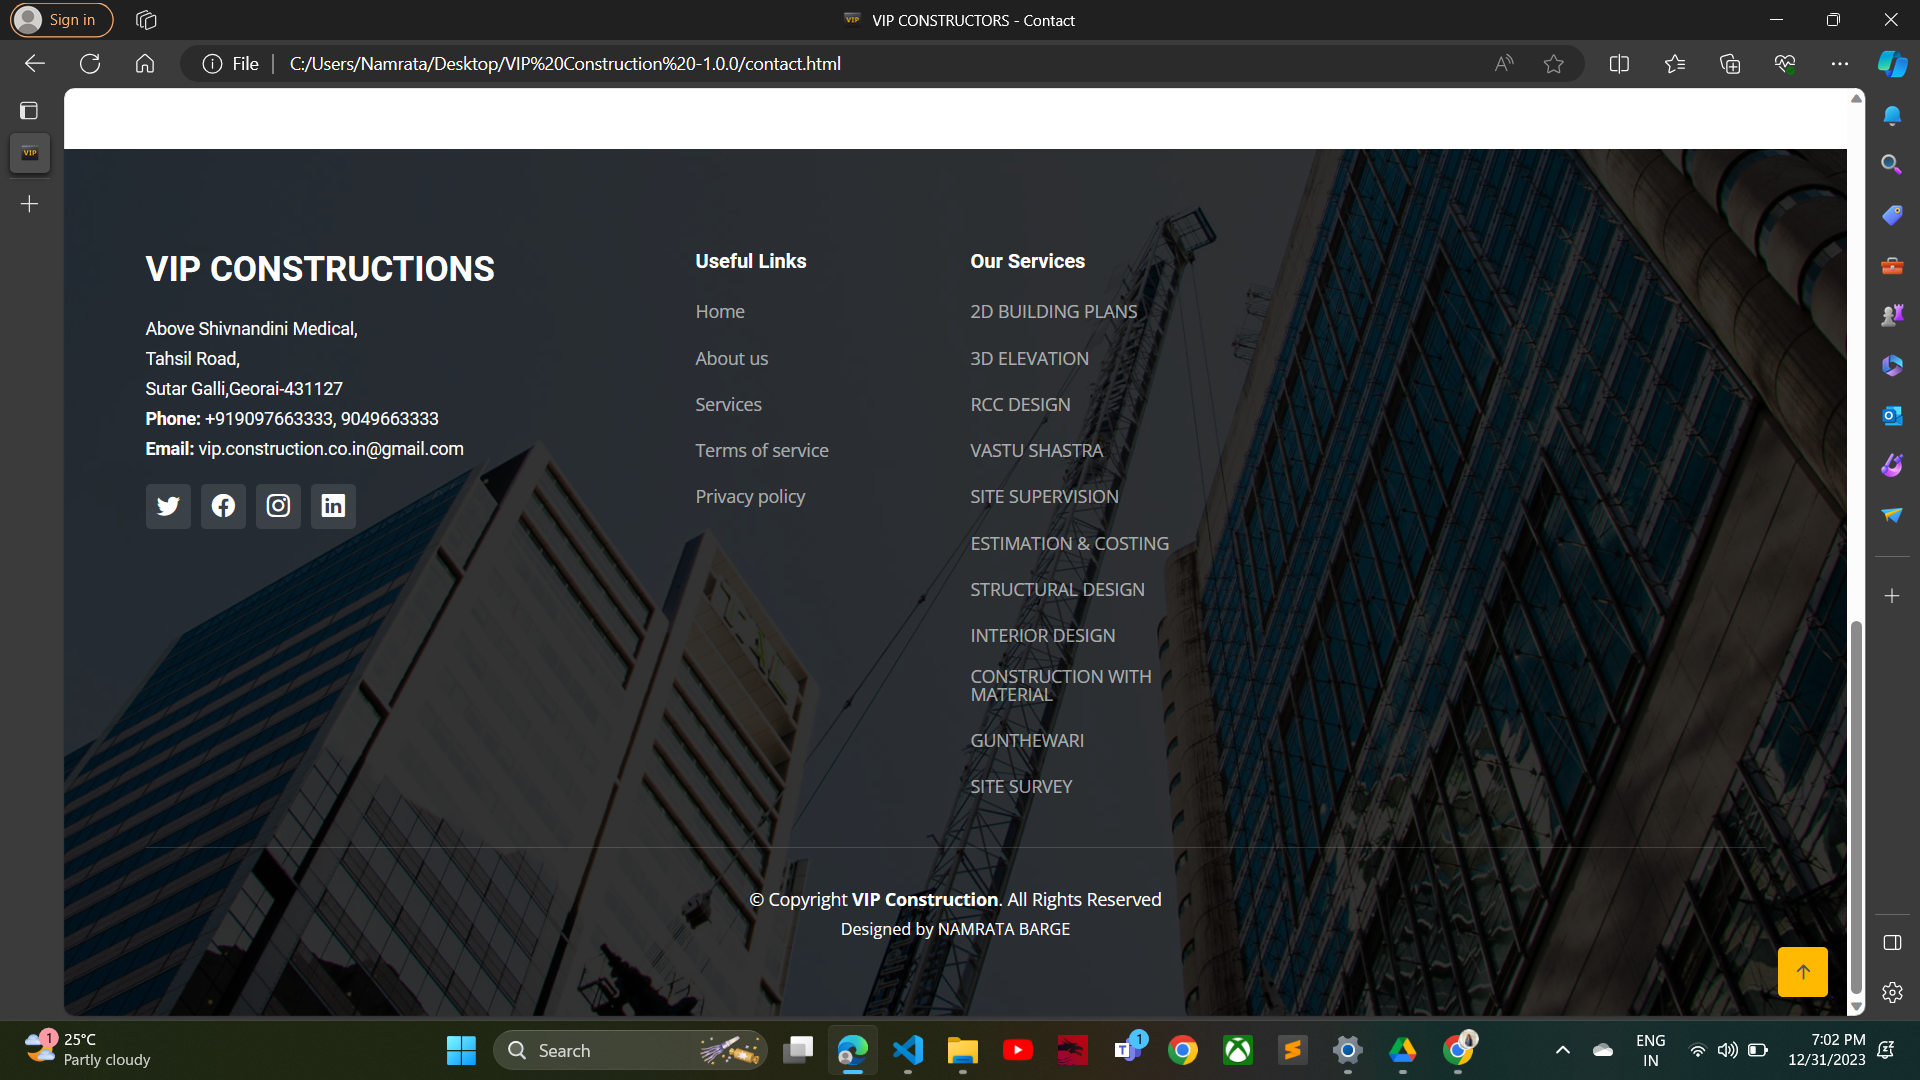 Sign in
VIP
VIP CONSTRUCTORS - Contact
File
C:/Users/Namrata/Desktop/VIP%20Construction%20-1.0.0/contact.html
VIP
VIP CONSTRUCTIONS
Above Shivnandini Medical,
Tahsil Road,
Sutar Galli,Georai-431127
Phone: +919097663333, 9049663333
Email: vip.construction.co.in@gmail.com
Useful Links
Home
About us
Services
Terms of service
Privacy policy
Our Services
2D BUILDING PLANS
3D ELEVATION
RCC DESIGN
VASTU SHASTRA
SITE SUPERVISION
ESTIMATION & COSTING
STRUCTURAL DESIGN
INTERIOR DESIGN
CONSTRUCTION WITH
MATERIAL
GUNTHEWARI
SITE SURVEY
© Copyright VIP Construction. All Rights Reserved
Designed by NAMRATA BARGE
1
25°C
Partly cloudy
Search
1
ENG
IN
7:02 PM
12/31/2023